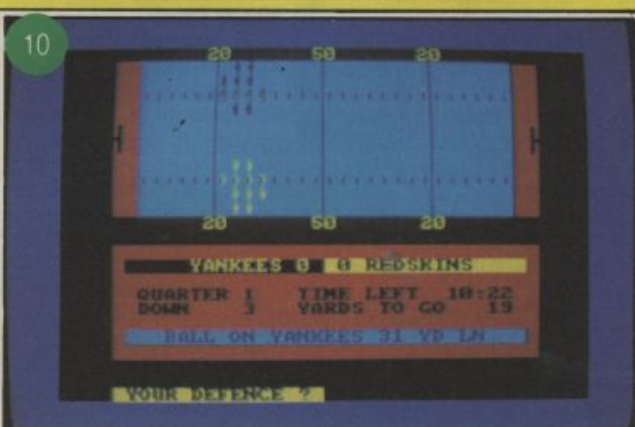 10
20 50 20
20 50 20
YANKEES 0 0 REDSKINS
QUARTER 1 TIME LEFT 10:22
DOWN 3 YARDS TO GO 19
BALL ON YANKEES 31 YD LN
YOUR DEFENCE ?